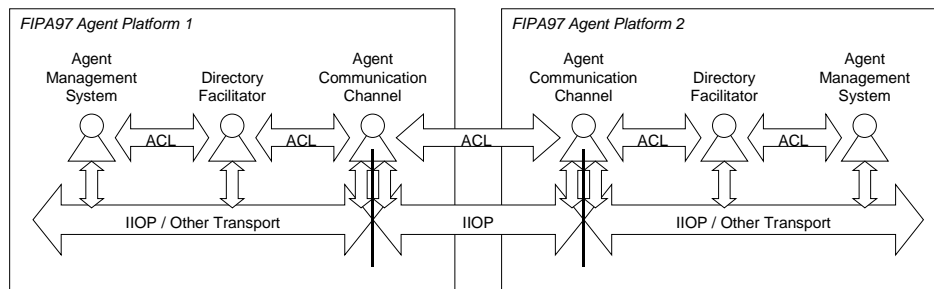 FIPA97 Agent Platform 1
FIPA97 Agent Platform 2
Agent
Management
System
Directory
Facilitator
Agent
Communication
Channel
Agent
Communication
Channel
Directory
Facilitator
Agent
Management
System
ACL
ACL
ACL
ACL
ACL
IIOP / Other Transport
IIOP
IIOP / Other Transport